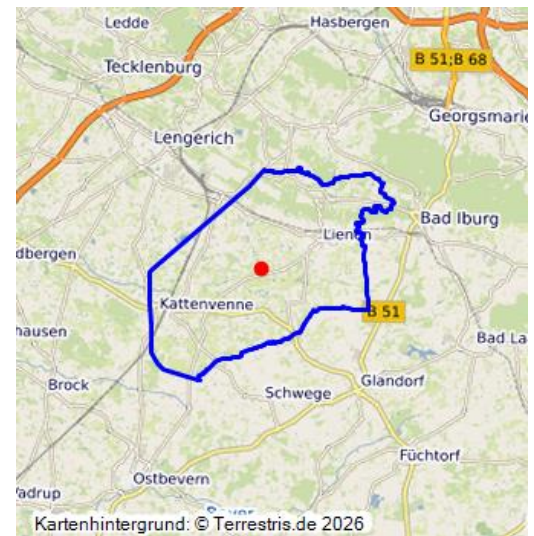 Ledde
Hasbergen
B 51;B 68
Tecklenburg
Georgsmarie
Lengerich
Bad Iburg
Lienen
dbergen
Kattenvenne
B 51
hausen
Bad La
Brock
Glandorf
Schwege
Füchtorf
Ostbevern
Vadrup
Kartenhintergrund: © Terrestris.de 2026